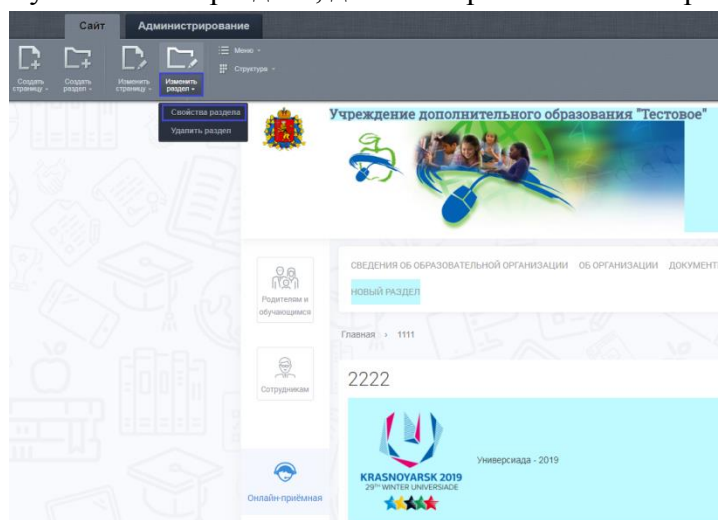 Сайт
Администрирование
Создать страницу
Создать раздел
Изменить страницу
Изменить раздел
Меню
Структура
Свойства раздела
Удалить раздел
Учреждение дополнительного образования "Тестовое"
СВЕДЕНИЯ ОБ ОБРАЗОВАТЕЛЬНОЙ ОРГАНИЗАЦИИ ОБ ОРГАНИЗАЦИИ ДОКУМЕНТ
НОВЫЙ РАЗДЕЛ
Родителям и
обучающимся
Главная › 1111
Сотрудникам
2222
Универсиада - 2019
KRASNOYARSK 2019
29TH WINTER UNIVERSIADE
Онлайн-приёмная